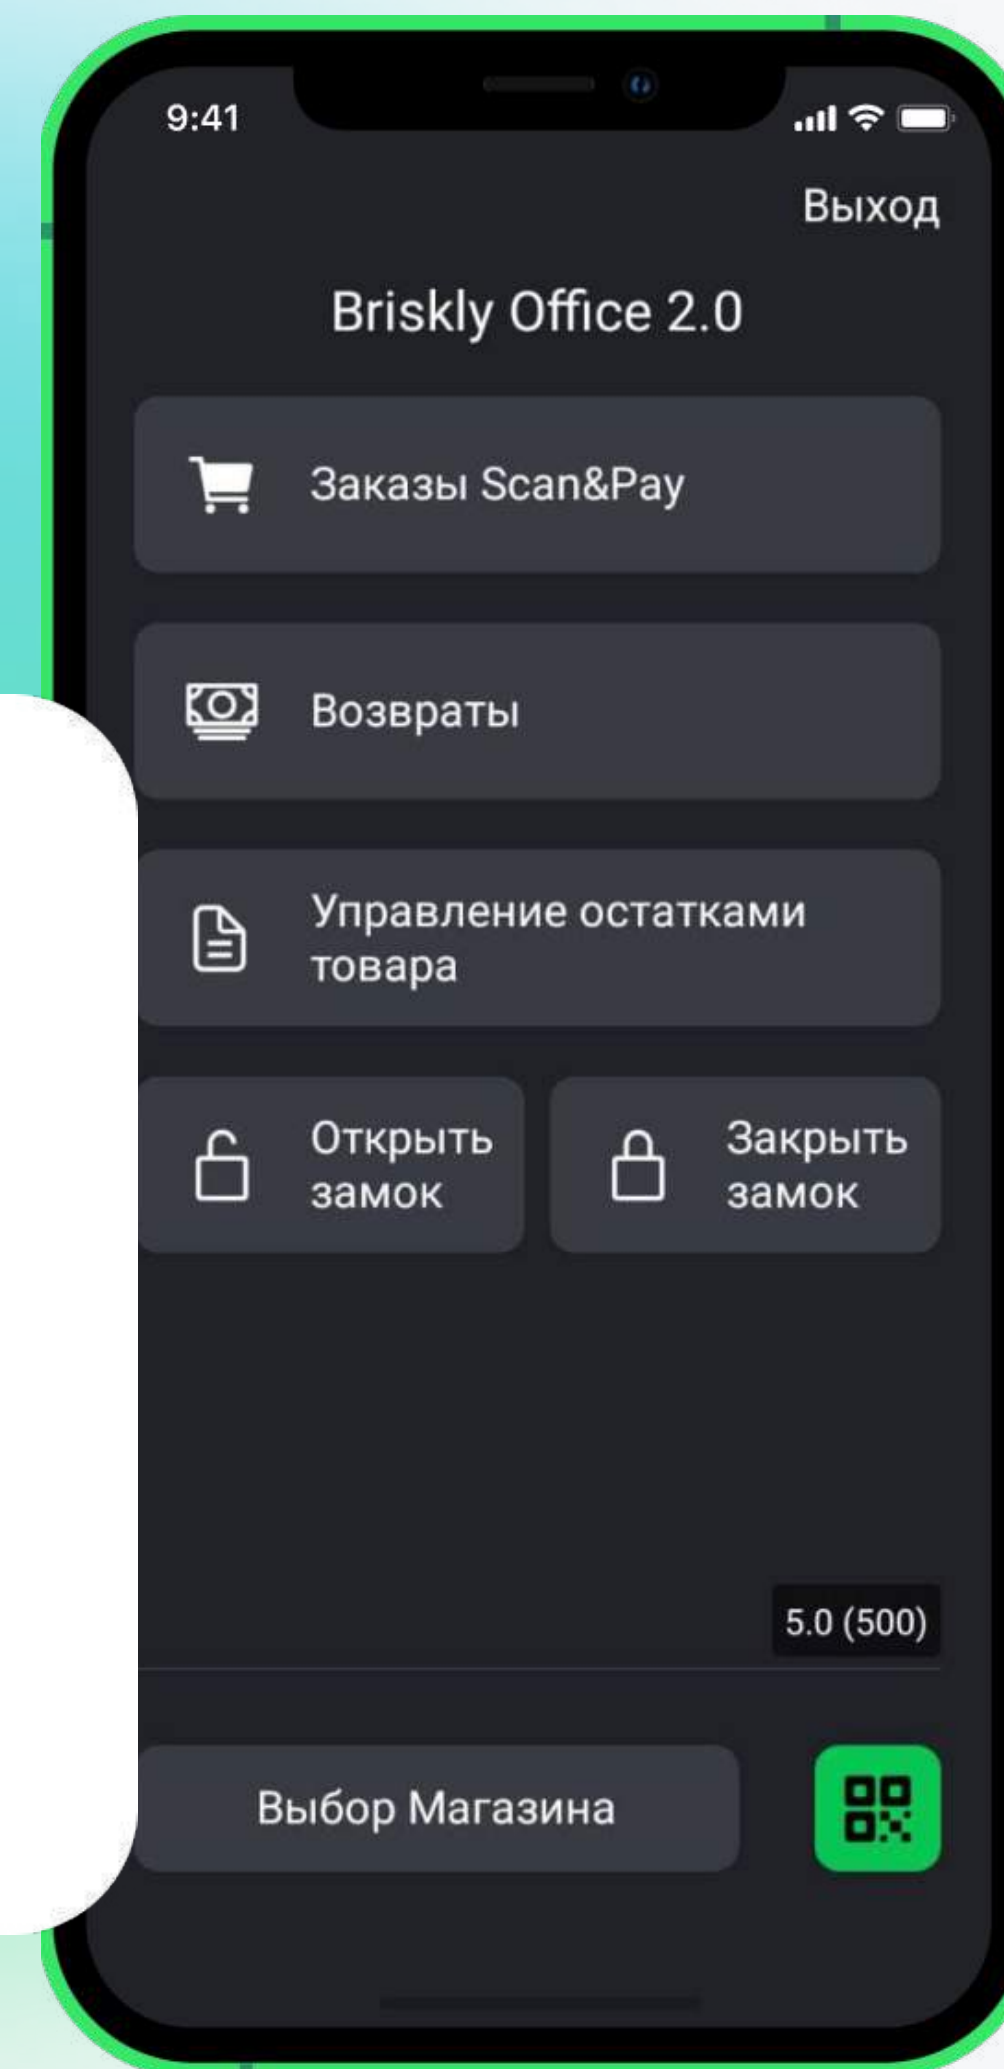 9:41
Выход
Briskly Office 2.0
Заказы Scan&Pay
Возвраты
Управление остатками
товара
Открыть
замок
Закрыть
замок
5.0 (500)
Выбор Магазина